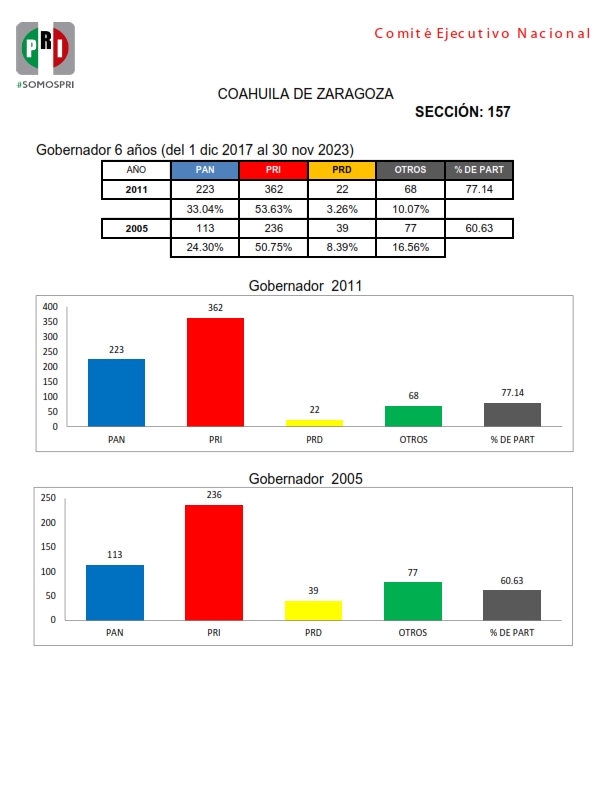 PRI
#SOMOSPRI
Comité Ejecutivo Nacional
COAHUILA DE ZARAGOZA
SECCIÓN: 157
Gobernador 6 años (del 1 dic 2017 al 30 nov 2023)
AÑO PAN PRI PRD OTROS % DE PART
2011 223 362 22 68 77.14
33.04% 53.63% 3.26% 10.07%
2005 113 236 39 77 60.63
24.30% 50.75% 8.39% 16.56%
Gobernador 2011
400
350
300
250
200
150
100
50
0
223
362
22
68
77.14
PAN PRI PRD OTROS % DE PART
Gobernador 2005
250
200
150
100
50
0
113
236
39
77
60.63
PAN PRI PRD OTROS % DE PART